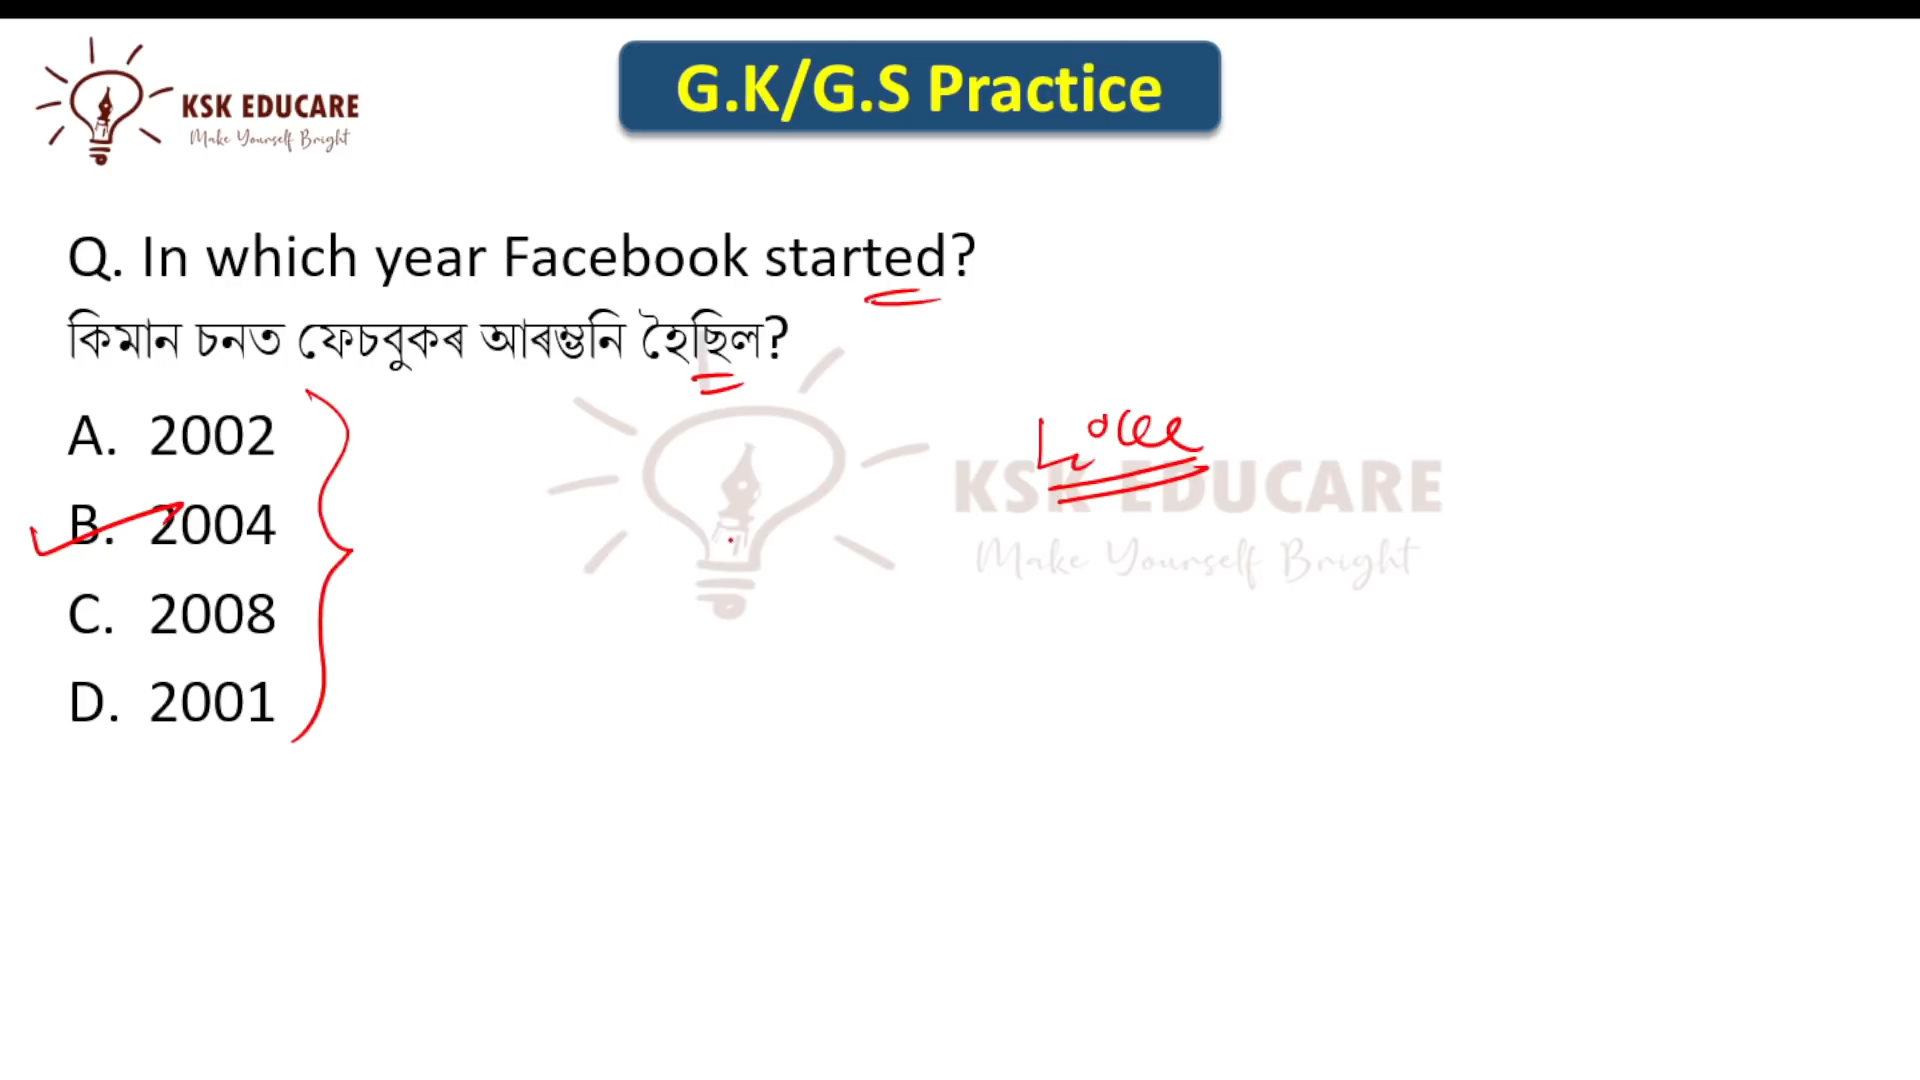 KSK EDUCARE
Make Yourself Bright
G.K/G.S Practice
Q. In which year Facebook started?
কিমান চনত ফেচবুকৰ আৰম্ভনি হৈছিল?
A. 2002
B. 2004
C. 2008
D. 2001
KSK EDUCARE
Make Yourself Bright